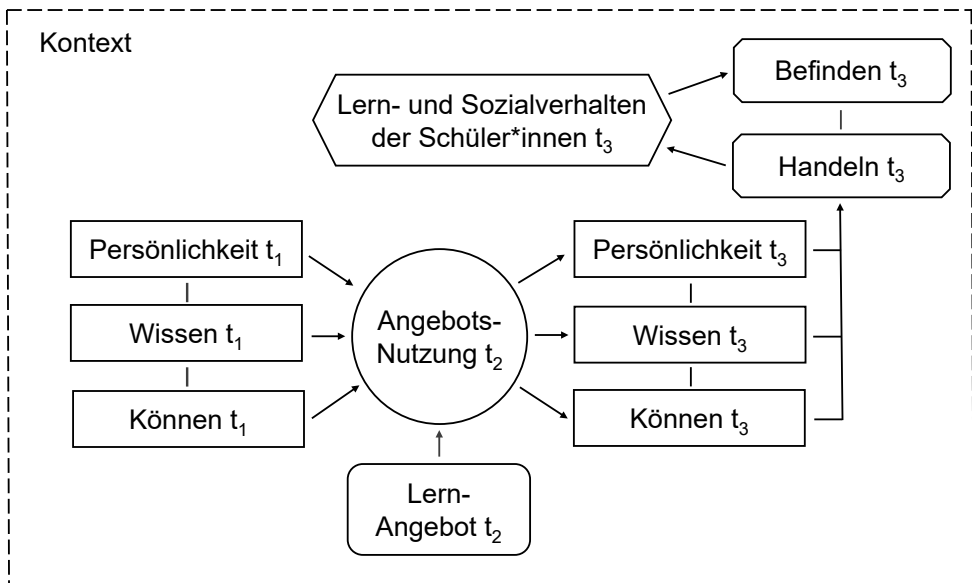 Kontext
Befinden t₃
Lern- und Sozialverhalten
der Schüler*innen t₃
Handeln t₃
Persönlichkeit t₁
Wissen t₁
Können t₁
Angebots-
Nutzung t₂
Persönlichkeit t₃
Wissen t₃
Können t₃
Lern-
Angebot t₂